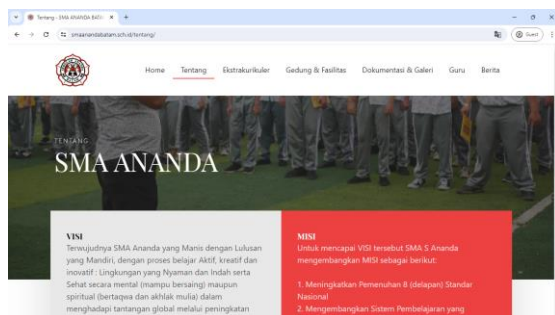 Tentang - SMA ANANDA BATA
smaanandabatam.sch.id/tentang/
Guest
Home Tentang Ekstrakurikuler Gedung & Fasilitas Dokumentasi & Galeri Guru Berita
TENTANG
SMA ANANDA
VISI
Terwujudnya SMA Ananda yang Manis dengan Lulusan
yang Mandiri, dengan proses belajar Aktif, kreatif dan
inovatif : Lingkungan yang Nyaman dan Indah serta
Sehat secara mental (mampu bersaing) maupun
spiritual (bertaqwa dan akhlak mulia) dalam
menghadapi tantangan global melalui peningkatan
MISI
Untuk mencapai VISI tersebut SMA S Ananda
mengembangkan MISI sebagai berikut:
1. Meningkatkan Pemenuhan 8 (delapan) Standar
Nasional
2. Mengembangkan Sistem Pembelajaran yang